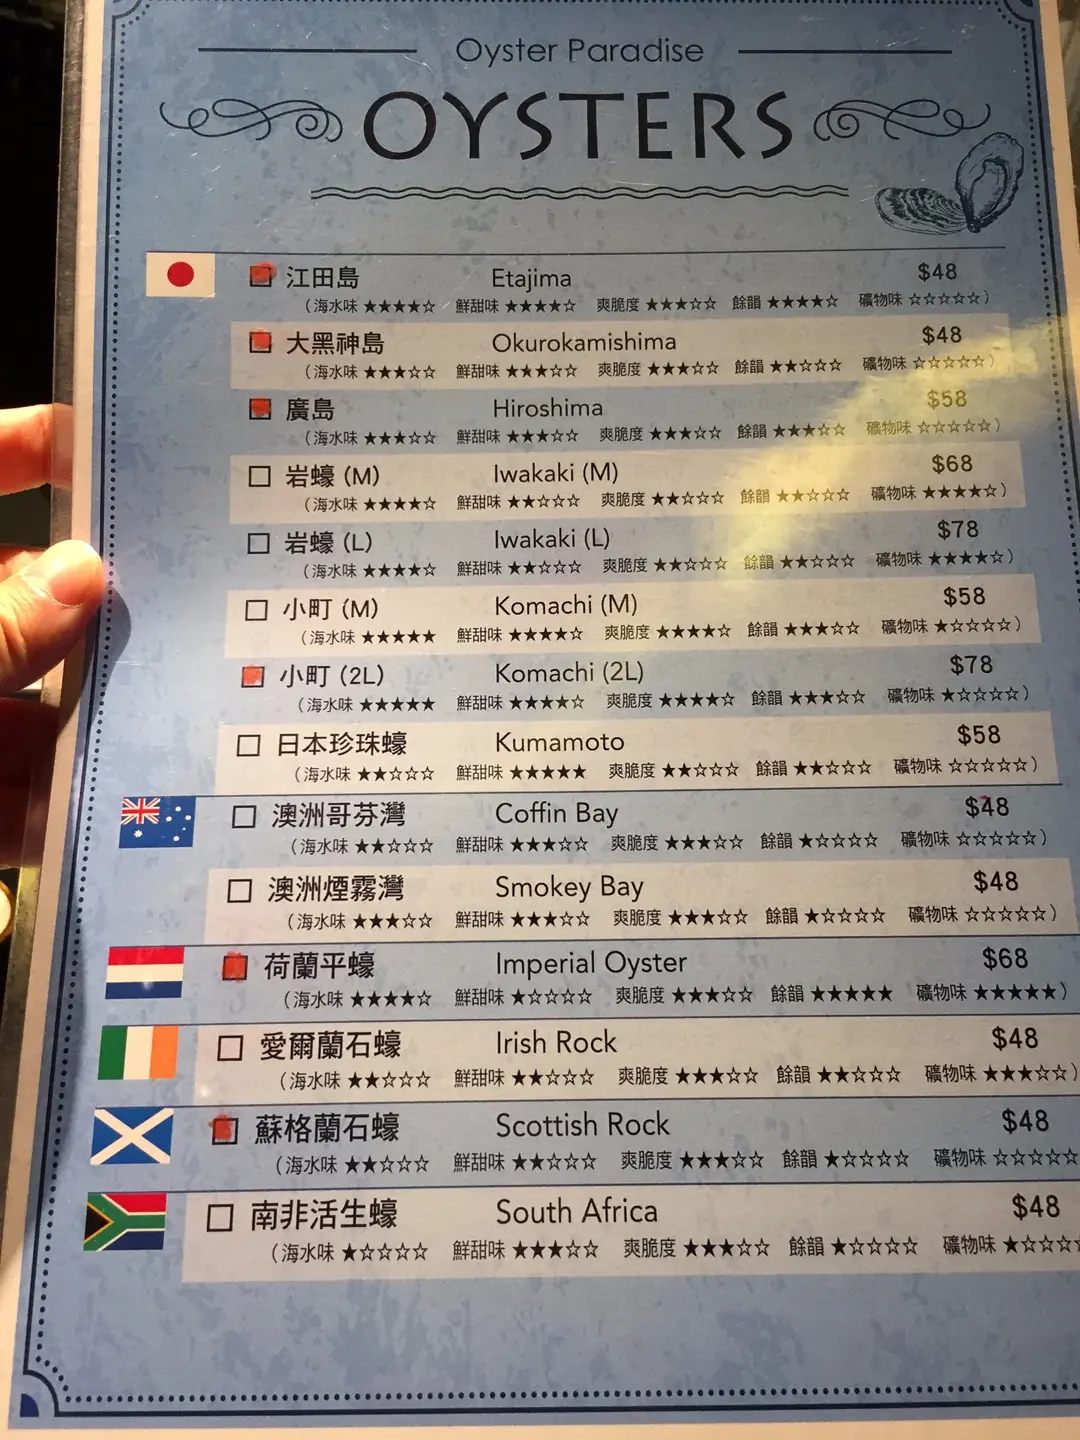 Oyster Paradise
OYSTERS
江田島 Etajima $48
(海水味 ★★★★☆ 鮮甜味 ★★★★☆ 爽脆度 ★★★☆☆ 餘韻 ★★★★☆ 礦物味 ☆☆☆☆☆)
大黑神島 Okurokamishima $48
(海水味 ★★★☆☆ 鮮甜味 ★★★☆☆ 爽脆度 ★★★☆☆ 餘韻 ★★☆☆☆ 礦物味 ☆☆☆☆☆)
廣島 Hiroshima $58
(海水味 ★★★☆☆ 鮮甜味 ★★★☆☆ 爽脆度 ★★★☆☆ 餘韻 ★★★☆☆ 礦物味 ☆☆☆☆☆)
岩蠔 (M) Iwakaki (M) $68
(海水味 ★★★★☆ 鮮甜味 ★★☆☆☆ 爽脆度 ★★☆☆☆ 餘韻 ★★☆☆☆ 礦物味 ★★★★☆)
岩蠔 (L) Iwakaki (L) $78
(海水味 ★★★★☆ 鮮甜味 ★★☆☆☆ 爽脆度 ★★☆☆☆ 餘韻 ★★☆☆☆ 礦物味 ★★★★☆)
小町 (M) Komachi (M) $58
(海水味 ★★★★★ 鮮甜味 ★★★★☆ 爽脆度 ★★★★☆ 餘韻 ★★★☆☆ 礦物味 ★☆☆☆☆)
小町 (2L) Komachi (2L) $78
(海水味 ★★★★★ 鮮甜味 ★★★★☆ 爽脆度 ★★★★☆ 餘韻 ★★★☆☆ 礦物味 ★☆☆☆☆)
日本珍珠蠔 Kumamoto $58
(海水味 ★★☆☆☆ 鮮甜味 ★★★★★ 爽脆度 ★★☆☆☆ 餘韻 ★★☆☆☆ 礦物味 ☆☆☆☆☆)
澳洲哥芬灣 Coffin Bay $48
(海水味 ★★☆☆☆ 鮮甜味 ★★★☆☆ 爽脆度 ★★★☆☆ 餘韻 ★☆☆☆☆ 礦物味 ☆☆☆☆☆)
澳洲煙霧灣 Smokey Bay $48
(海水味 ★★★☆☆ 鮮甜味 ★★★☆☆ 爽脆度 ★★★☆☆ 餘韻 ★☆☆☆☆ 礦物味 ☆☆☆☆☆)
荷蘭平蠔 Imperial Oyster $68
(海水味 ★★★★☆ 鮮甜味 ★☆☆☆☆ 爽脆度 ★★★☆☆ 餘韻 ★★★★★ 礦物味 ★★★★★)
愛爾蘭石蠔 Irish Rock $48
(海水味 ★★☆☆☆ 鮮甜味 ★★☆☆☆ 爽脆度 ★★★☆☆ 餘韻 ★★☆☆☆ 礦物味 ★★★☆☆)
蘇格蘭石蠔 Scottish Rock $48
(海水味 ★★☆☆☆ 鮮甜味 ★★☆☆☆ 爽脆度 ★★★☆☆ 餘韻 ★☆☆☆☆ 礦物味 ☆☆☆☆☆
南非活生蠔 South Africa $48
(海水味 ★☆☆☆☆ 鮮甜味 ★★★☆☆ 爽脆度 ★★★☆☆ 餘韻 ★☆☆☆☆ 礦物味 ★☆☆☆☆